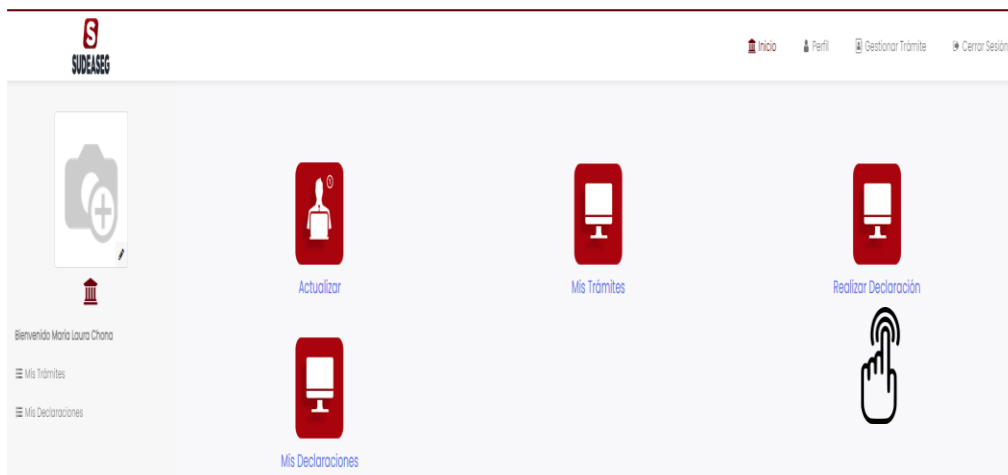 S
SUDEASEG
Inicio
Perfil
Gestionar Trámite
Cerrar Sesión
Actualizar
Mis Trámites
Realizar Declaración
Bienvenido Maria Laura Chona
Mis Trámites
Mis Declaraciones
Mis Declaraciones